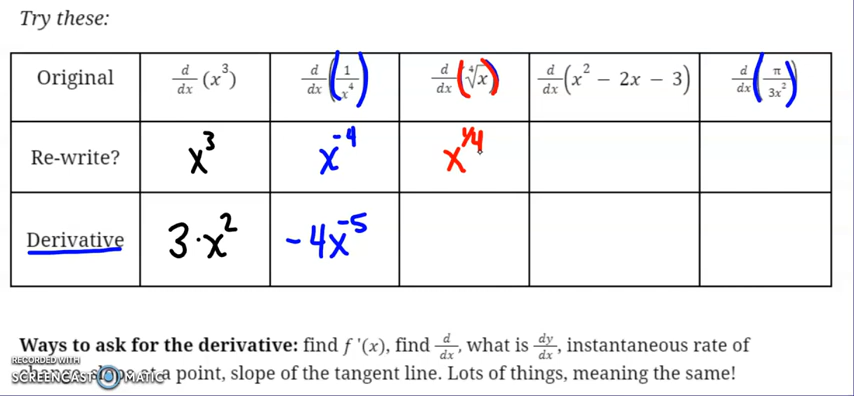 Try these:
Original d/dx (x³) d/dx (1/x⁴) d/dx (⁴√x) d/dx (x² − 2x − 3) d/dx (π/3x²)
Re-write? x³ x⁻⁴ x^1/4
Derivative 3·x² -4x⁻⁵
Ways to ask for the derivative: find f '(x), find d/dx, what is dy/dx, instantaneous rate of
RECORDED WITH
at a point, slope of the tangent line. Lots of things, meaning the same!
SCREENCAST MATIC